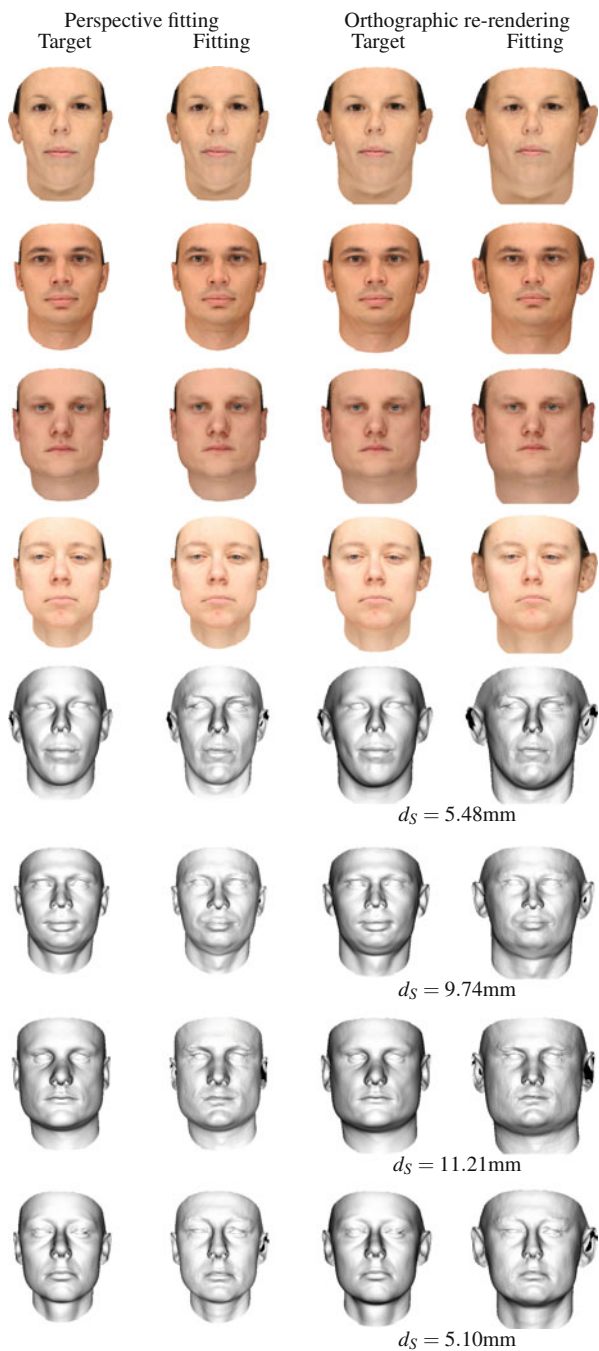 Perspective fitting Orthographic re-rendering
Target Fitting Target Fitting
d_S = 5.48mm
d_S = 9.74mm
d_S = 11.21mm
d_S = 5.10mm